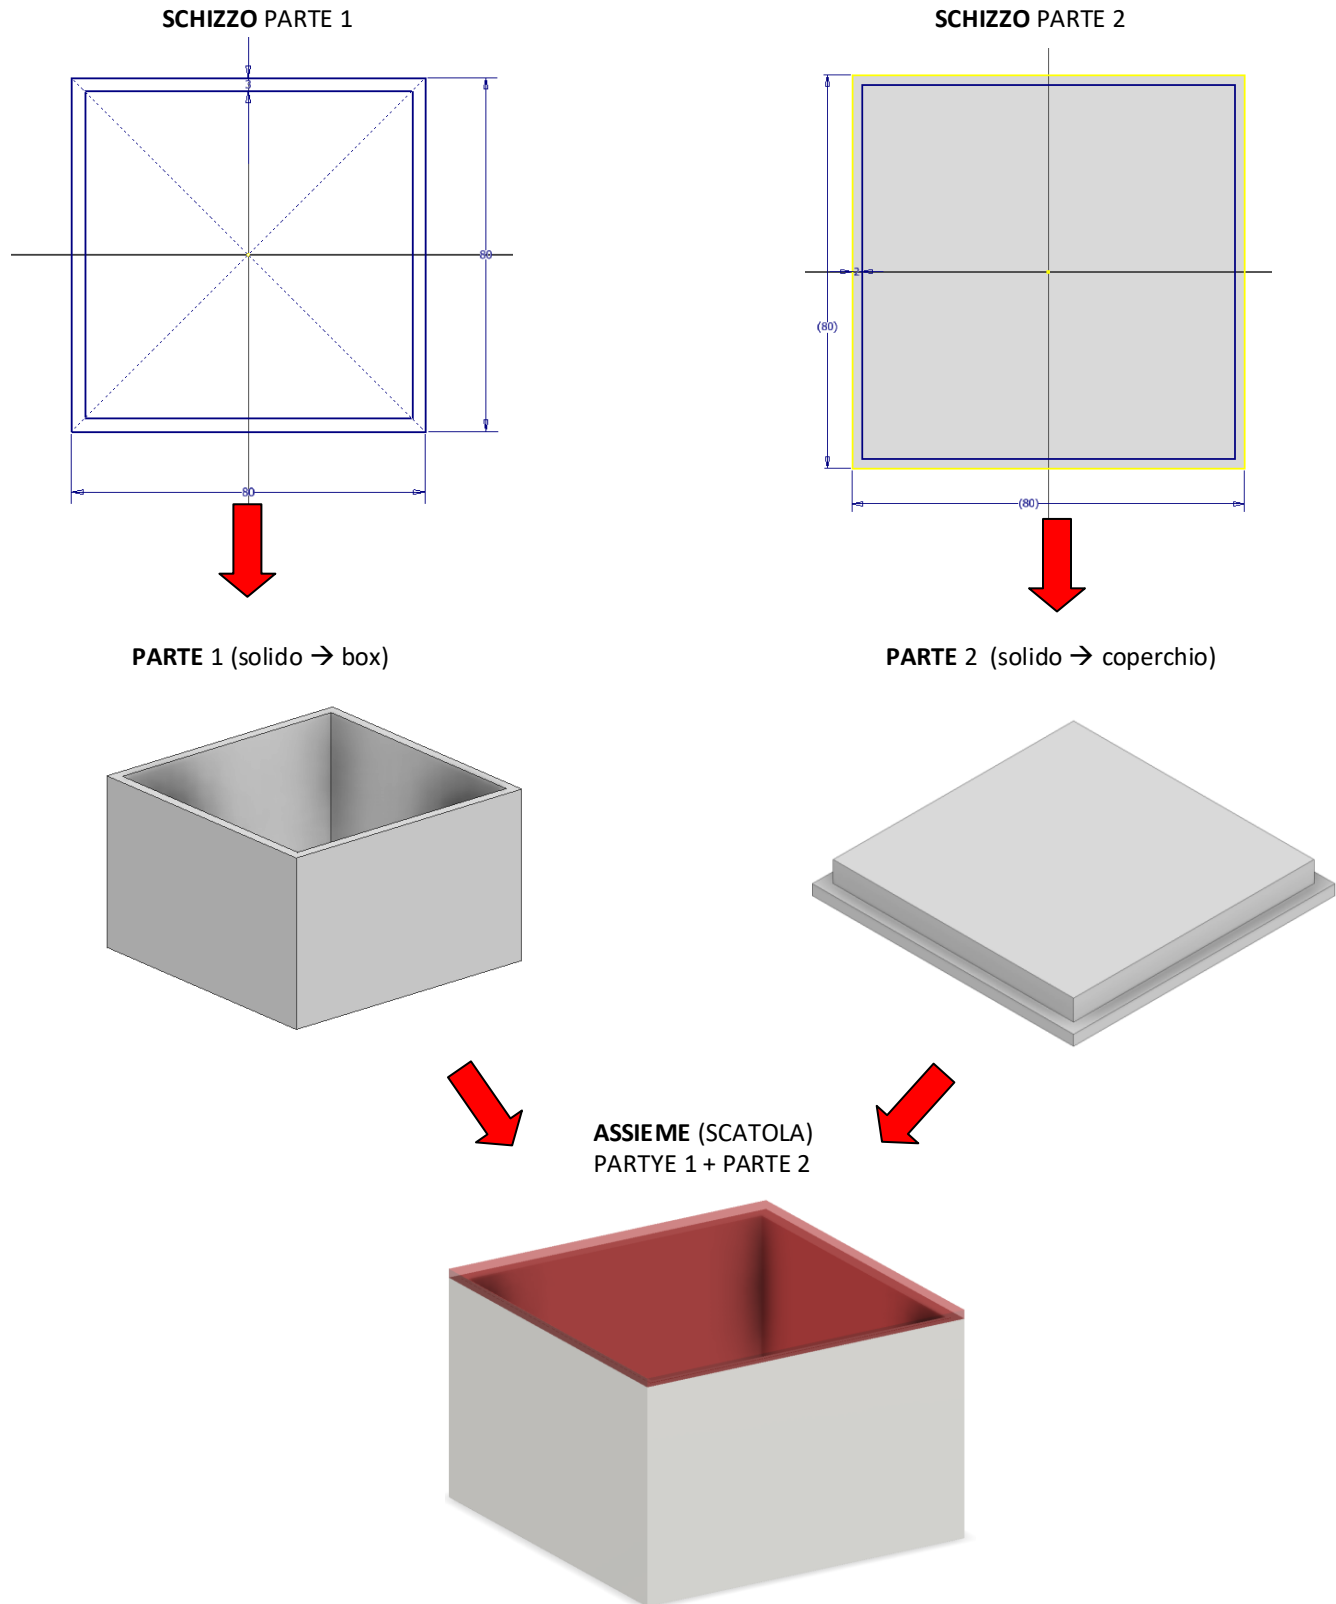 SCHIZZO PARTE 1
SCHIZZO PARTE 2
3
80
80
2
(80)
(80)
PARTE 1 (solido → box)
PARTE 2 (solido → coperchio)
ASSIEME (SCATOLA)
PARTYE 1 + PARTE 2